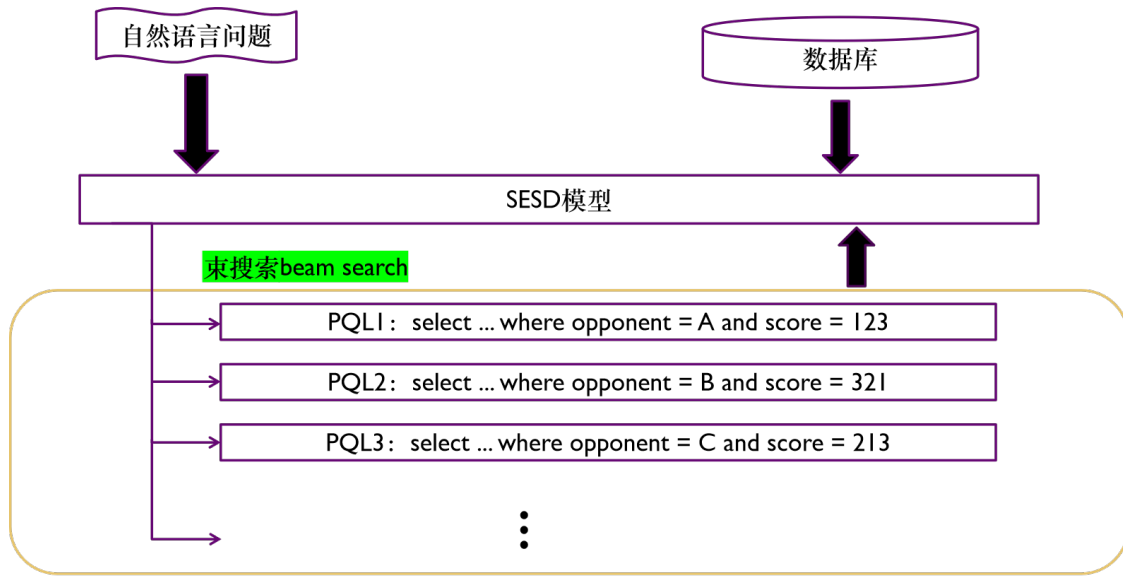 自然语言问题
数据库
SESD模型
束搜索beam search
PQL1：select ... where opponent = A and score = 123
PQL2：select ... where opponent = B and score = 321
PQL3：select ... where opponent = C and score = 213